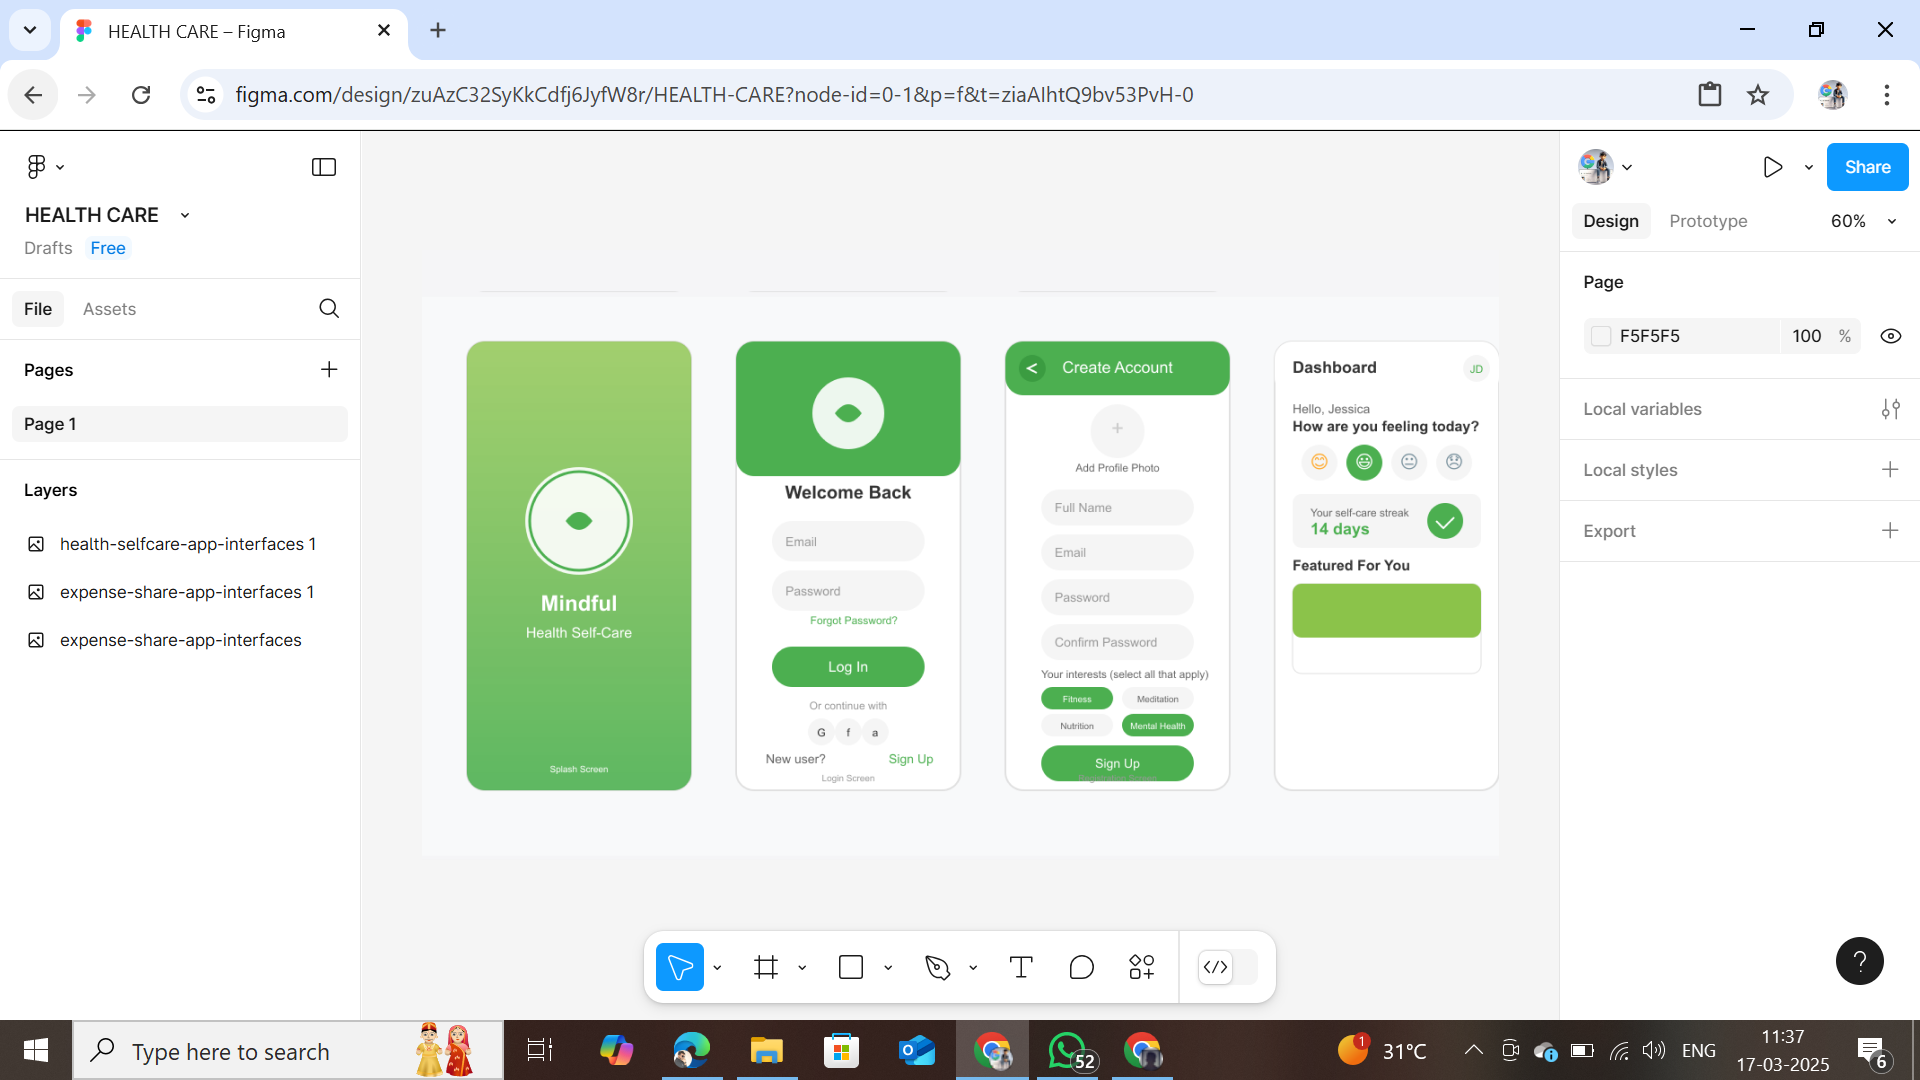 HEALTH CARE – Figma
figma.com/design/zuAzC32SyKkCdfj6JyfW8r/HEALTH-CARE?node-id=0-1&p=f&t=ziaAIhtQ9bv53PvH-0
HEALTH CARE
Drafts Free
File Assets
Pages
Page 1
Layers
health-selfcare-app-interfaces 1
expense-share-app-interfaces 1
expense-share-app-interfaces
Mindful
Health Self-Care
Splash Screen
Welcome Back
Email
Password
Forgot Password?
Log In
Or continue with
G f a
New user? Sign Up
Login Screen
< Create Account
+
Add Profile Photo
Full Name
Email
Password
Confirm Password
Your interests (select all that apply)
Fitness Meditation
Nutrition Mental Health
Sign Up
Registration Screen
Dashboard JD
Hello, Jessica
How are you feeling today?
Your self-care streak
14 days
Featured For You
Share
Design Prototype 60%
Page
F5F5F5 100 %
Local variables
Local styles
Export
?
Type here to search
52
1
31°C
ENG
11:37
17-03-2025
6